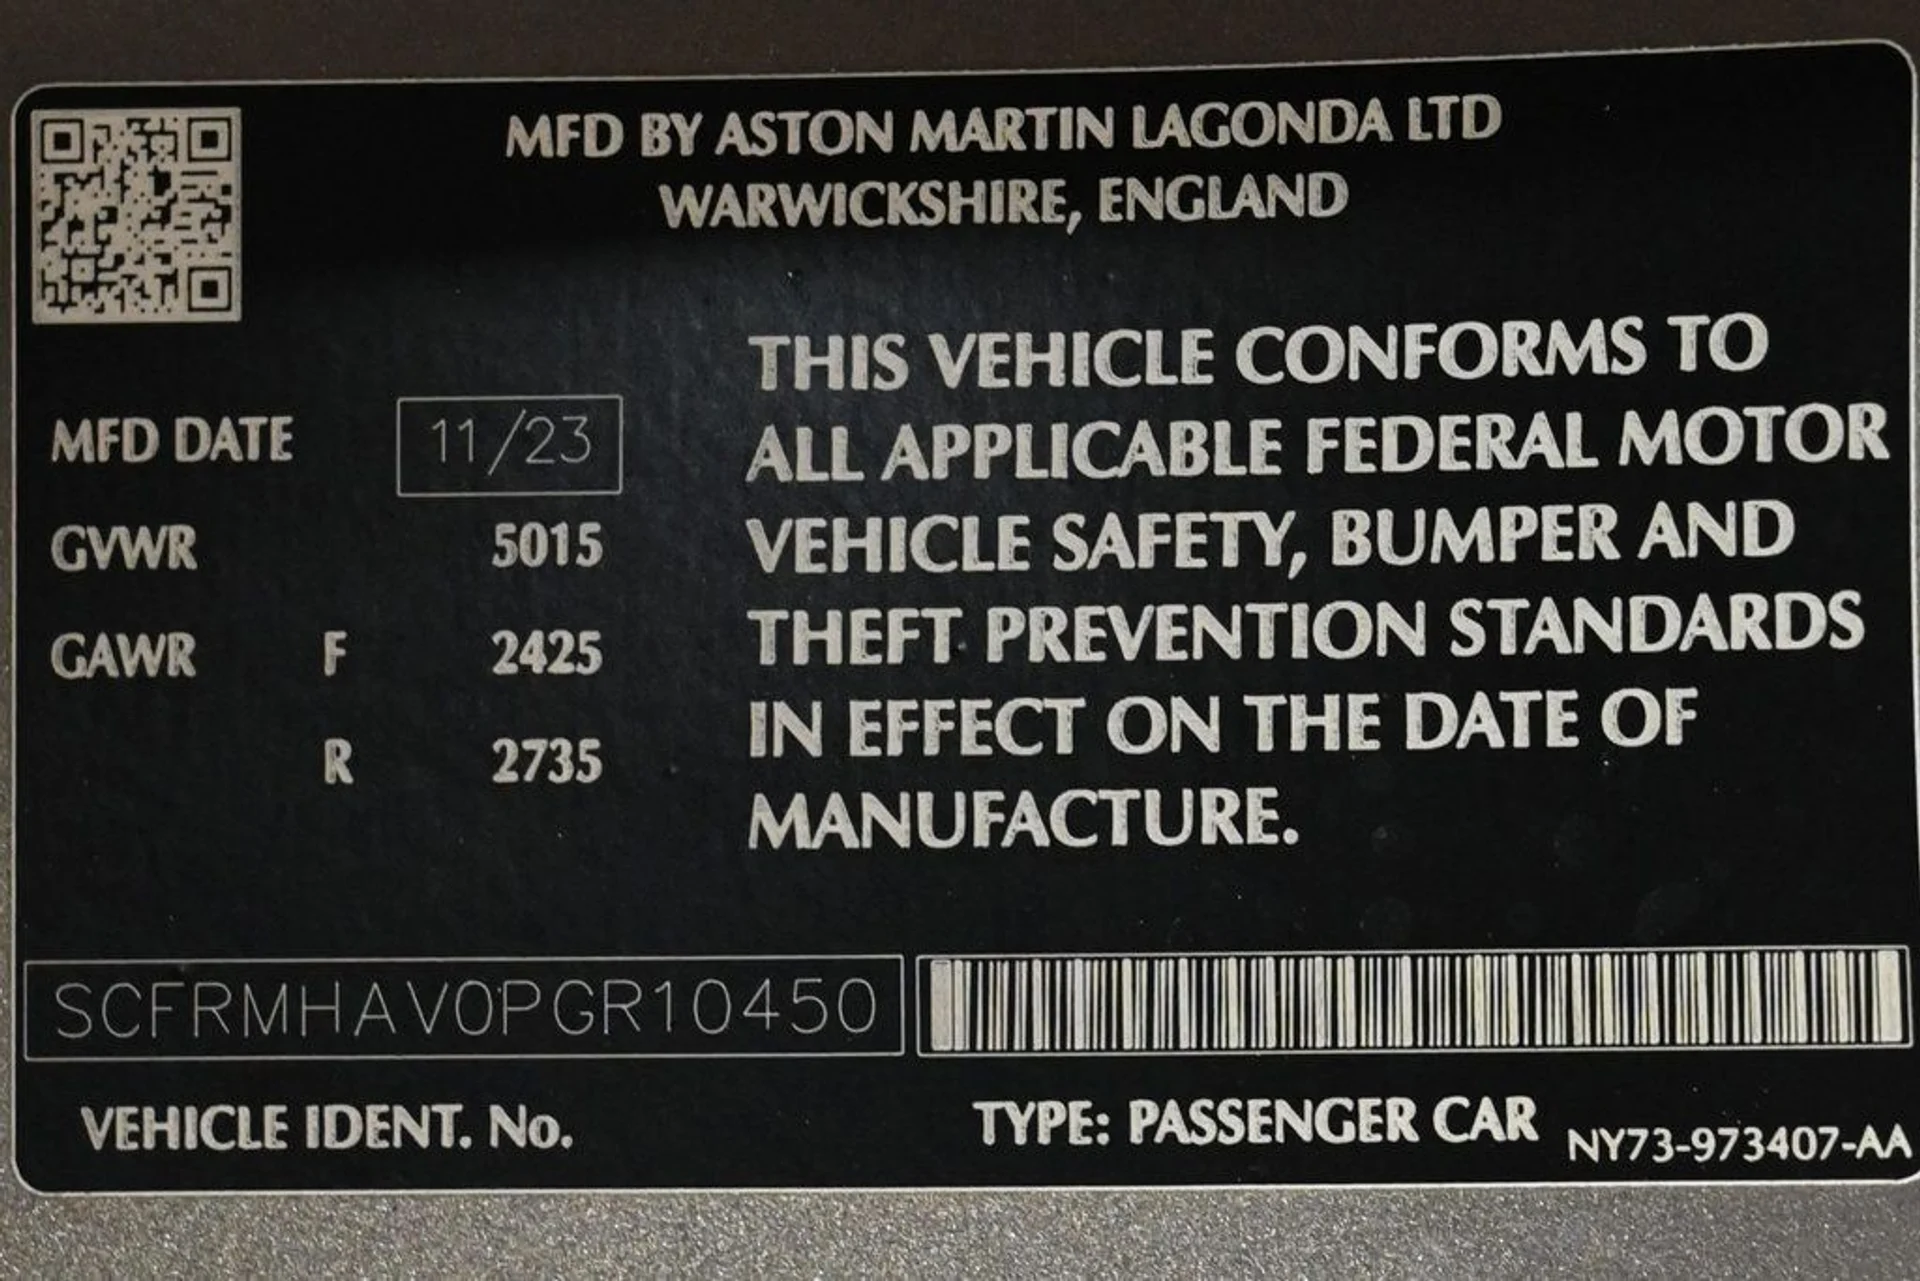 MFD BY ASTON MARTIN LAGONDA LTD
WARWICKSHIRE, ENGLAND
MFD DATE 11/23
GVWR 5015
GAWR F 2425
R 2735
THIS VEHICLE CONFORMS TO
ALL APPLICABLE FEDERAL MOTOR
VEHICLE SAFETY, BUMPER AND
THEFT PREVENTION STANDARDS
IN EFFECT ON THE DATE OF
MANUFACTURE.
SCFRMHAV0PGR10450
VEHICLE IDENT. No.
TYPE: PASSENGER CAR
NY73-973407-AA